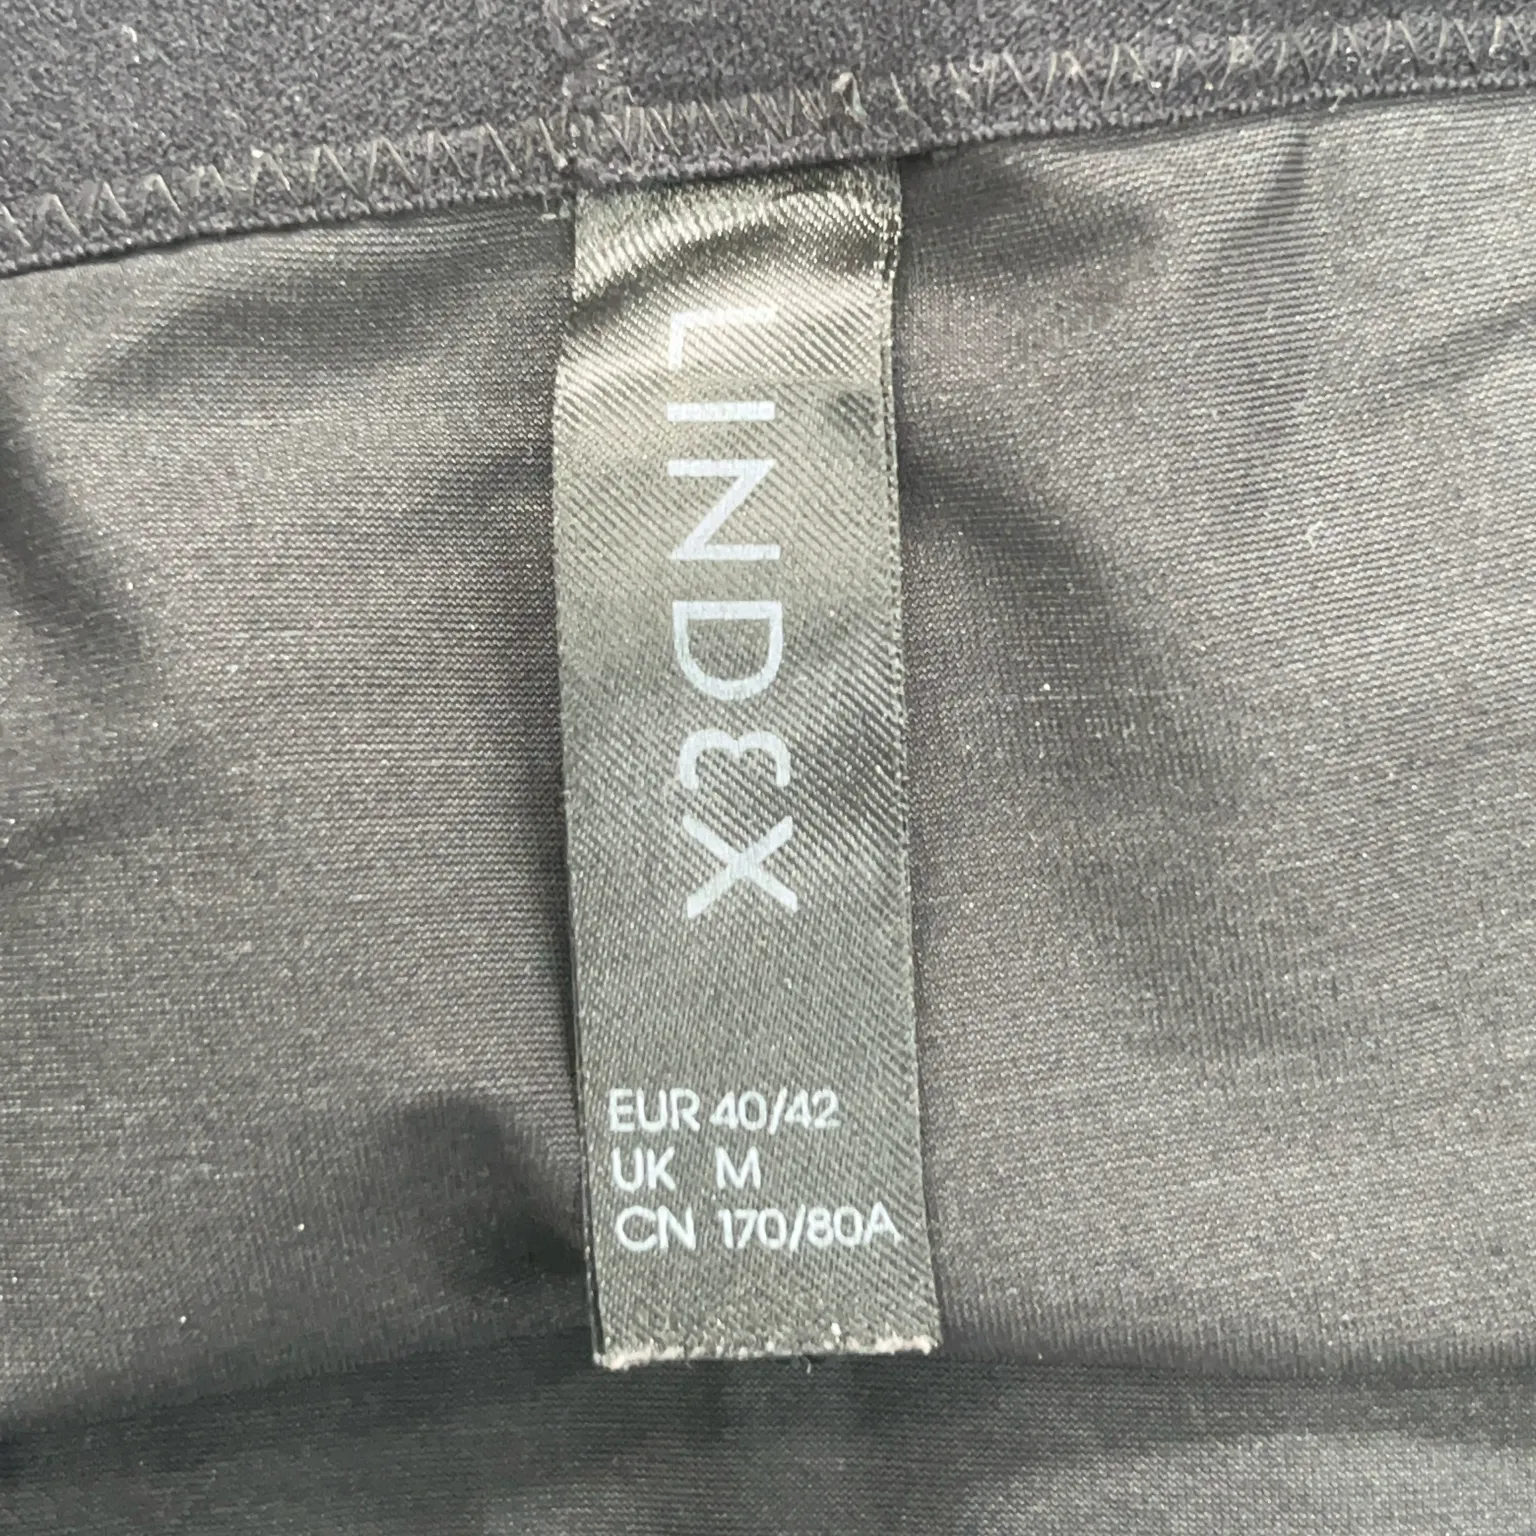 LINDEX
EUR 40/42
UK M
CN 170/80A